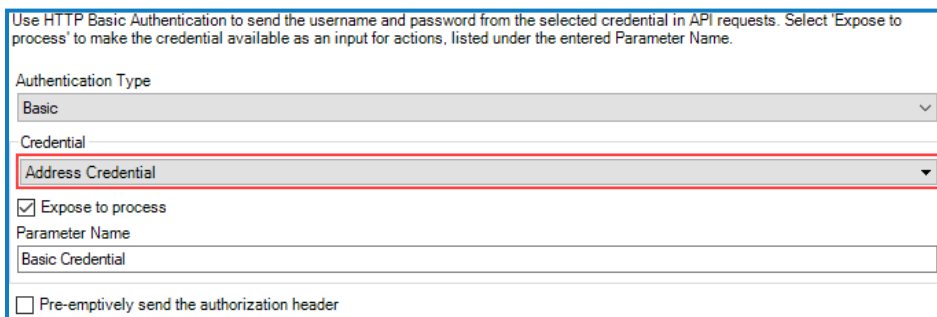 Use HTTP Basic Authentication to send the username and password from the selected credential in API requests. Select 'Expose to
process' to make the credential available as an input for actions, listed under the entered Parameter Name.
Authentication Type
Basic
Credential
Address Credential
Expose to process
Parameter Name
Basic Credential
Pre-emptively send the authorization header